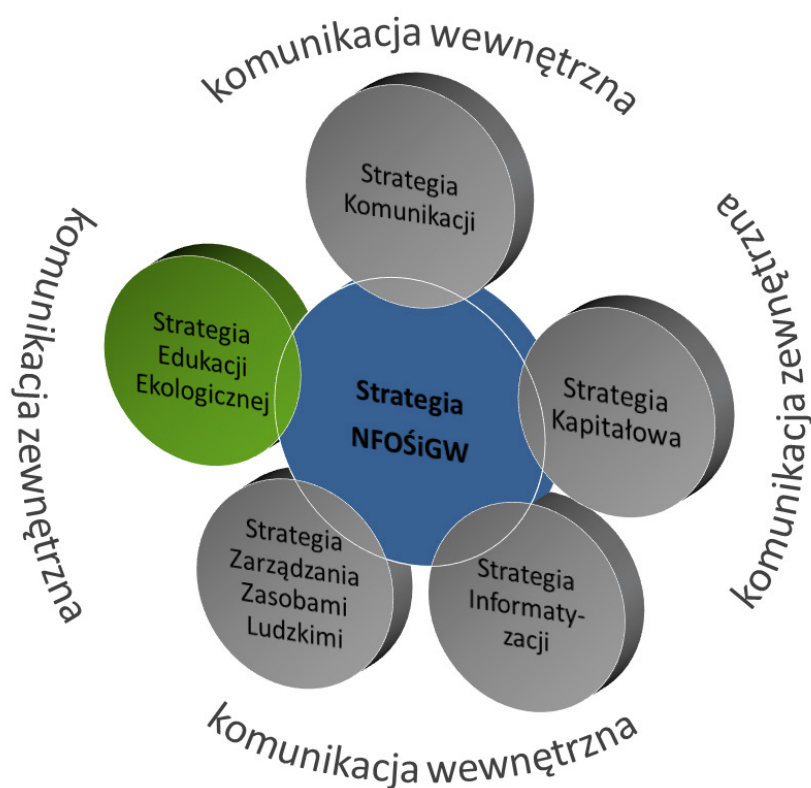 komunikacja wewnętrzna
Strategia
Komunikacji
komunikacja zewnętrzna
Strategia
Edukacji
Ekologicznej
Strategia
NFOŚiGW
Strategia
Kapitałowa
komunikacja zewnętrzna
Strategia
Zarządzania
Zasobami
Ludzkimi
Strategia
Informaty-
zacji
komunikacja wewnętrzna